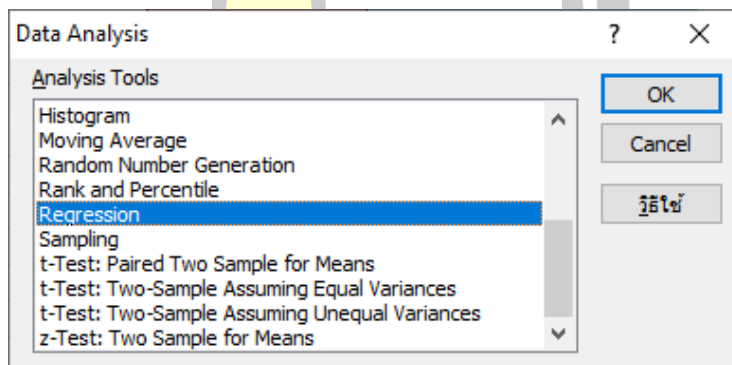 Data Analysis ? ×
Analysis Tools
Histogram
Moving Average
Random Number Generation
Rank and Percentile
Regression
Sampling
t-Test: Paired Two Sample for Means
t-Test: Two-Sample Assuming Equal Variances
t-Test: Two-Sample Assuming Unequal Variances
z-Test: Two Sample for Means
OK
Cancel
วิธีใช้